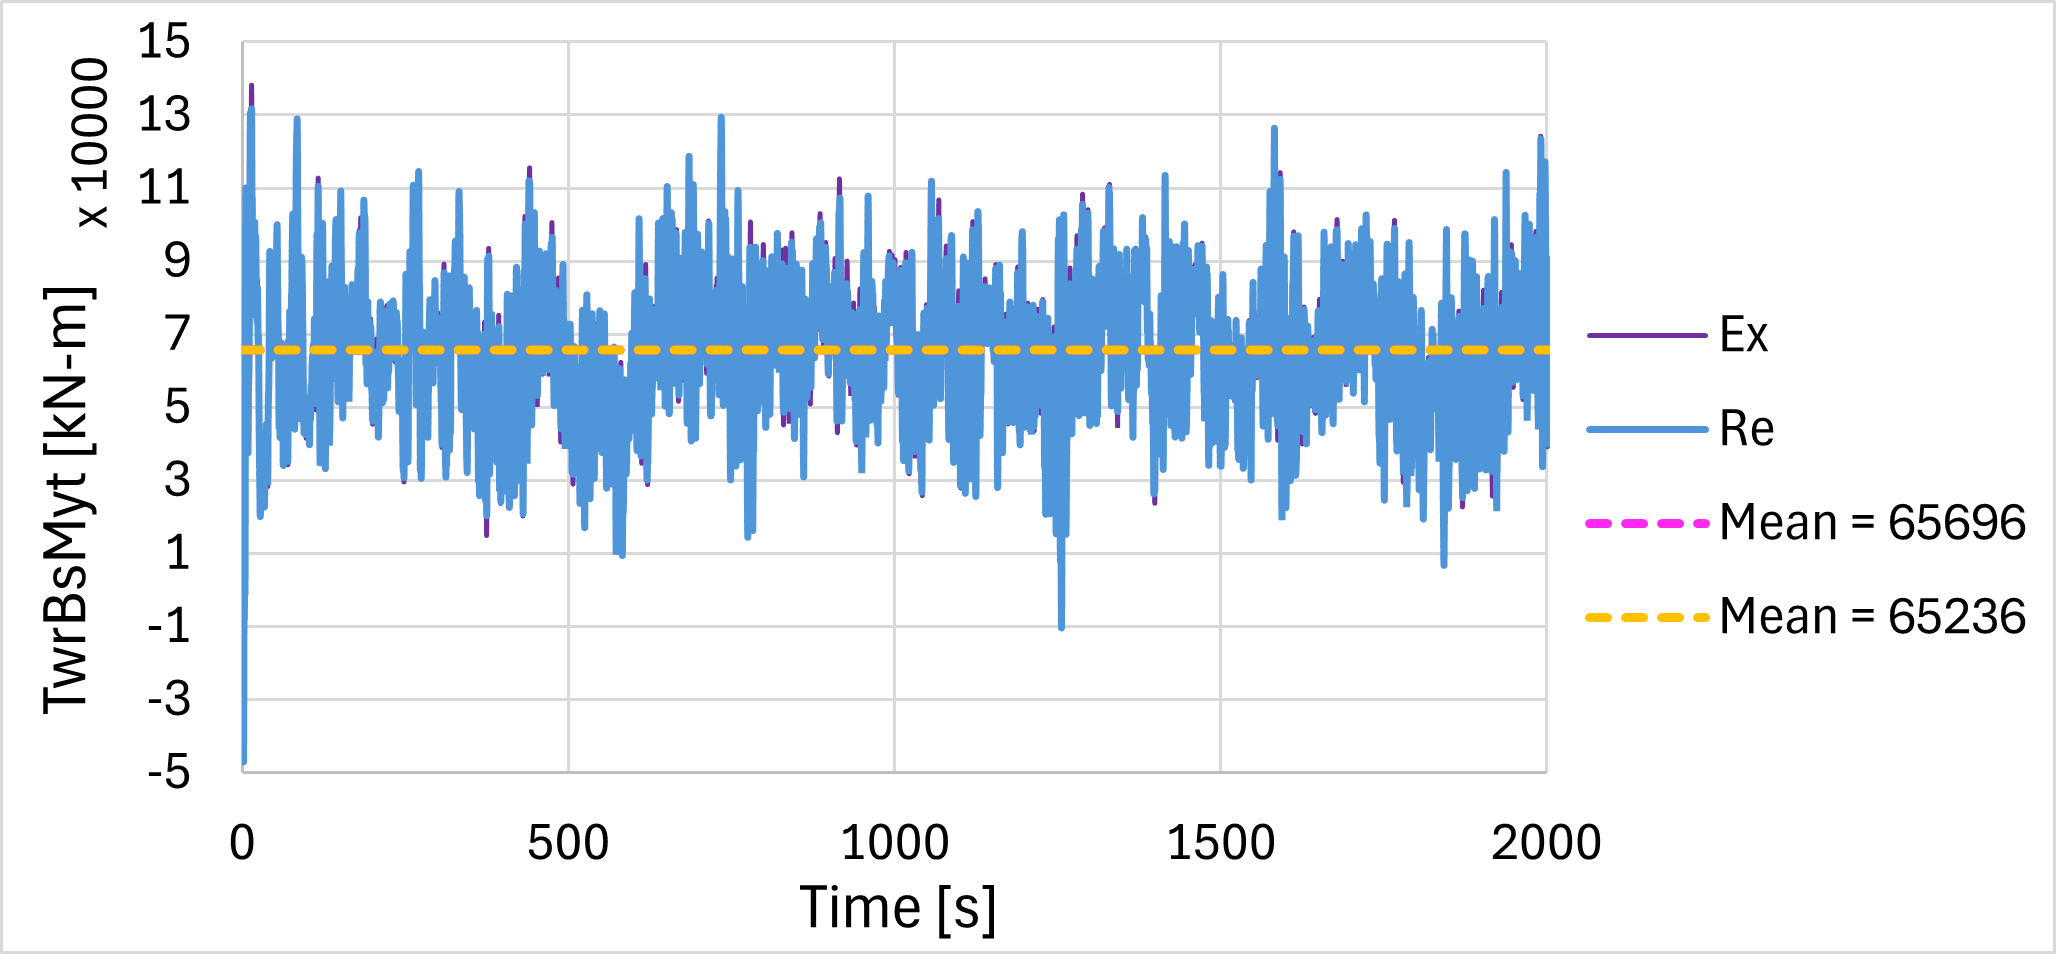 TwrBsMyt [kN-m]
x 10000
15
13
11
9
7
5
3
1
-1
-3
-5
0
500
1000
1500
2000
Time [s]
Ex
Re
Mean = 65696
Mean = 65236